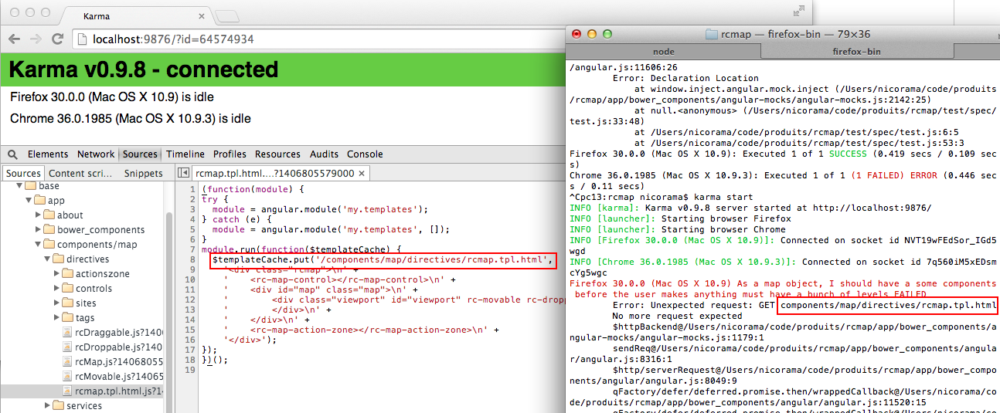 Karma
localhost:9876/?id=64574934
Karma v0.9.8 - connected
Firefox 30.0.0 (Mac OS X 10.9) is idle
Chrome 36.0.1985 (Mac OS X 10.9.3) is idle
Elements Network Sources Timeline Profiles Resources Audits Console
Sources Content scri... Snippets
base
app
about
bower_components
components/map
directives
actionszone
controls
sites
tags
rcDraggable.js?1406
rcDroppable.js?1406
rcMap.js?14068055
rcMovable.js?14065
rcmap.tpl.html.js?14
services
rcmap.tpl.html....?1406805579000
1 (function(module) {
2 try {
3 module = angular.module('my.templates');
4 } catch (e) {
5 module = angular.module('my.templates', []);
6 }
7 module.run(function($templateCache) {
8 $templateCache.put('/components/map/directives/rcmap.tpl.html',
9 '<div class="rcmap">\n' +
10 ' <rc-map-control></rc-map-control>\n' +
11 ' <div id="map" class="map">\n' +
12 ' <div class="viewport" id="viewport" rc-movable rc-dropp
13 ' </div>\n' +
14 ' </div>\n' +
15 ' <rc-map-action-zone></rc-map-action-zone>\n' +
16 '</div>');
17 });
18 })();
19
rcmap — firefox-bin — 79×36
node firefox-bin
/angular.js:11606:26
Error: Declaration Location
at window.inject.angular.mock.inject (/Users/nicorama/code/produits
/rcmap/app/bower_components/angular-mocks/angular-mocks.js:2142:25)
at null.<anonymous> (/Users/nicorama/code/produits/rcmap/test/spec/
test.js:33:48)
at /Users/nicorama/code/produits/rcmap/test/spec/test.js:6:5
at /Users/nicorama/code/produits/rcmap/test/spec/test.js:53:3
Firefox 30.0.0 (Mac OS X 10.9): Executed 1 of 1 SUCCESS (0.419 secs / 0.109 sec
s)
Chrome 36.0.1985 (Mac OS X 10.9.3): Executed 1 of 1 (1 FAILED) ERROR (0.446 sec
s / 0.11 secs)
^Cpc13:rcmap nicorama$ karma start
INFO [karma]: Karma v0.9.8 server started at http://localhost:9876/
INFO [launcher]: Starting browser Firefox
INFO [launcher]: Starting browser Chrome
INFO [Firefox 30.0.0 (Mac OS X 10.9)]: Connected on socket id NVT19wFEdSor_IGd5
wgd
INFO [Chrome 36.0.1985 (Mac OS X 10.9.3)]: Connected on socket id 7q560iM5xEDsm
cYg5wgc
Firefox 30.0.0 (Mac OS X 10.9) As a map object, I should have a some components
before the user makes anything must have a bunch of levels FAILED
Error: Unexpected request: GET components/map/directives/rcmap.tpl.html
No more request expected
$httpBackend@/Users/nicorama/code/produits/rcmap/app/bower_components/a
ngular-mocks/angular-mocks.js:1179:1
sendReq@/Users/nicorama/code/produits/rcmap/app/bower_components/angula
r/angular.js:8316:1
$http/serverRequest@/Users/nicorama/code/produits/rcmap/app/bower_compo
nents/angular/angular.js:8049:9
qFactory/defer/deferred.promise.then/wrappedCallback@/Users/nicorama/co
de/produits/rcmap/app/bower_components/angular/angular.js:11520:15
qFactory/defer/deferred.promise.then/wrappedCallback@/Users/nicorama/co